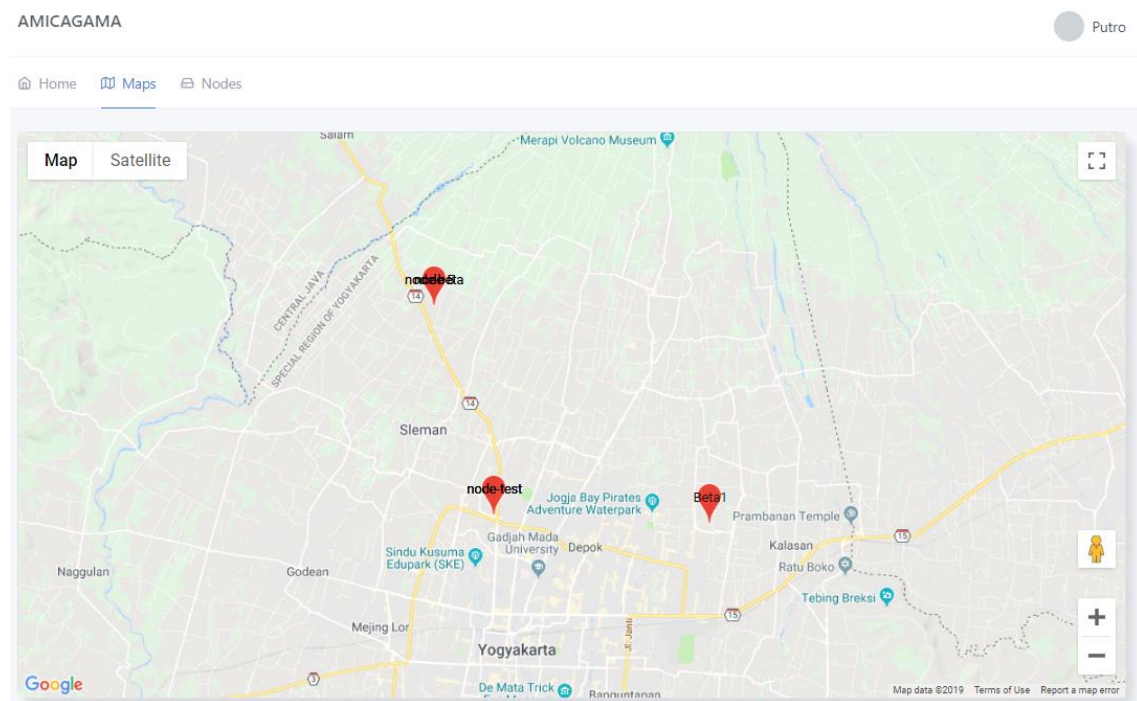 AMICAGAMA
Putro
Home
Maps
Nodes
Map
Satellite
Salam
Merapi Volcano Museum
CENTRAL JAVA
SPECIAL REGION OF YOGYAKARTA
14
14
Sleman
node-test
Beta1
Jogja Bay Pirates
Adventure Waterpark
Prambanan Temple
Gadjah Mada
University
Depok
Sindu Kusuma
Edupark (SKE)
Kalasan
15
Ratu Boko
Naggulan
Godean
Tebing Breksi
15
Mejing Lor
Jl. Janti
Yogyakarta
3
De Mata Trick
Banguntapan
Google
Map data ©2019
Terms of Use
Report a map error